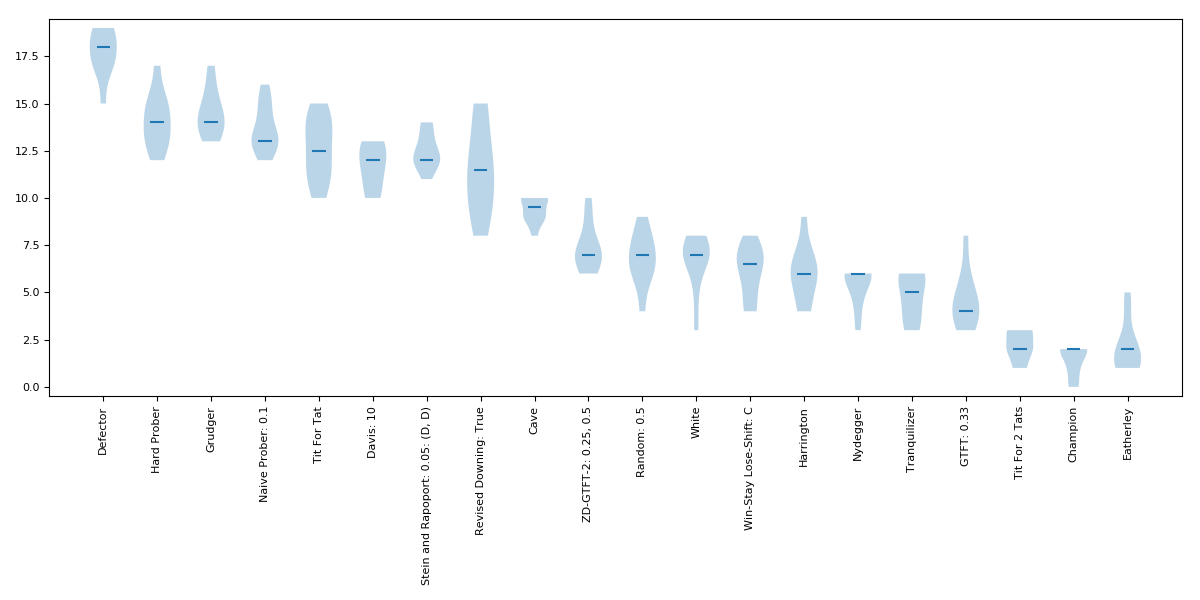 17.5
15.0
12.5
10.0
7.5
5.0
2.5
0.0
Defector
Hard Prober
Grudger
Naive Prober: 0.1
Tit For Tat
Davis: 10
Stein and Rapoport: 0.05: (D, D)
Revised Downing: True
Cave
ZD-GTFT-2: 0.25, 0.5
Random: 0.5
White
Win-Stay Lose-Shift: C
Harrington
Nydegger
Tranquilizer
GTFT: 0.33
Tit For 2 Tats
Champion
Eatherley